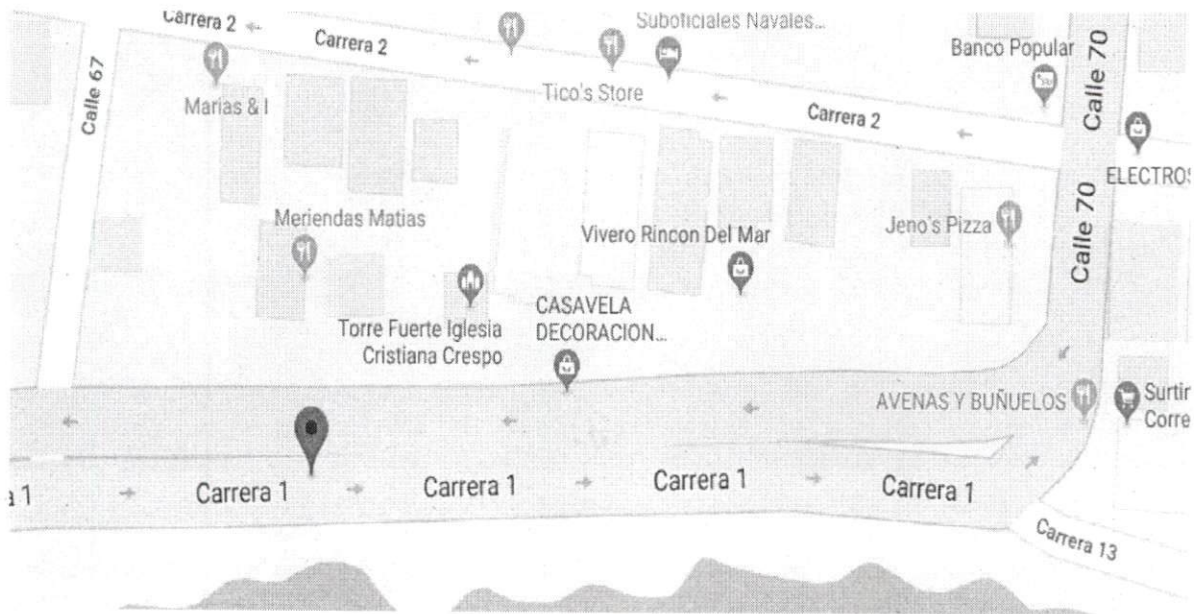 Carrera 2
Carrera 2
Suboficiales Navales...
Banco Popular
Calle 70
Calle 67
Marias & I
Tico's Store
Carrera 2
ELECTROS
Calle 70
Meriendas Matias
Vivero Rincon Del Mar
Jeno's Pizza
CASAVELA
DECORACION...
Torre Fuerte Iglesia
Cristiana Crespo
AVENAS Y BUÑUELOS
Surtir
Corre
a 1
Carrera 1
Carrera 1
Carrera 1
Carrera 1
Carrera 13